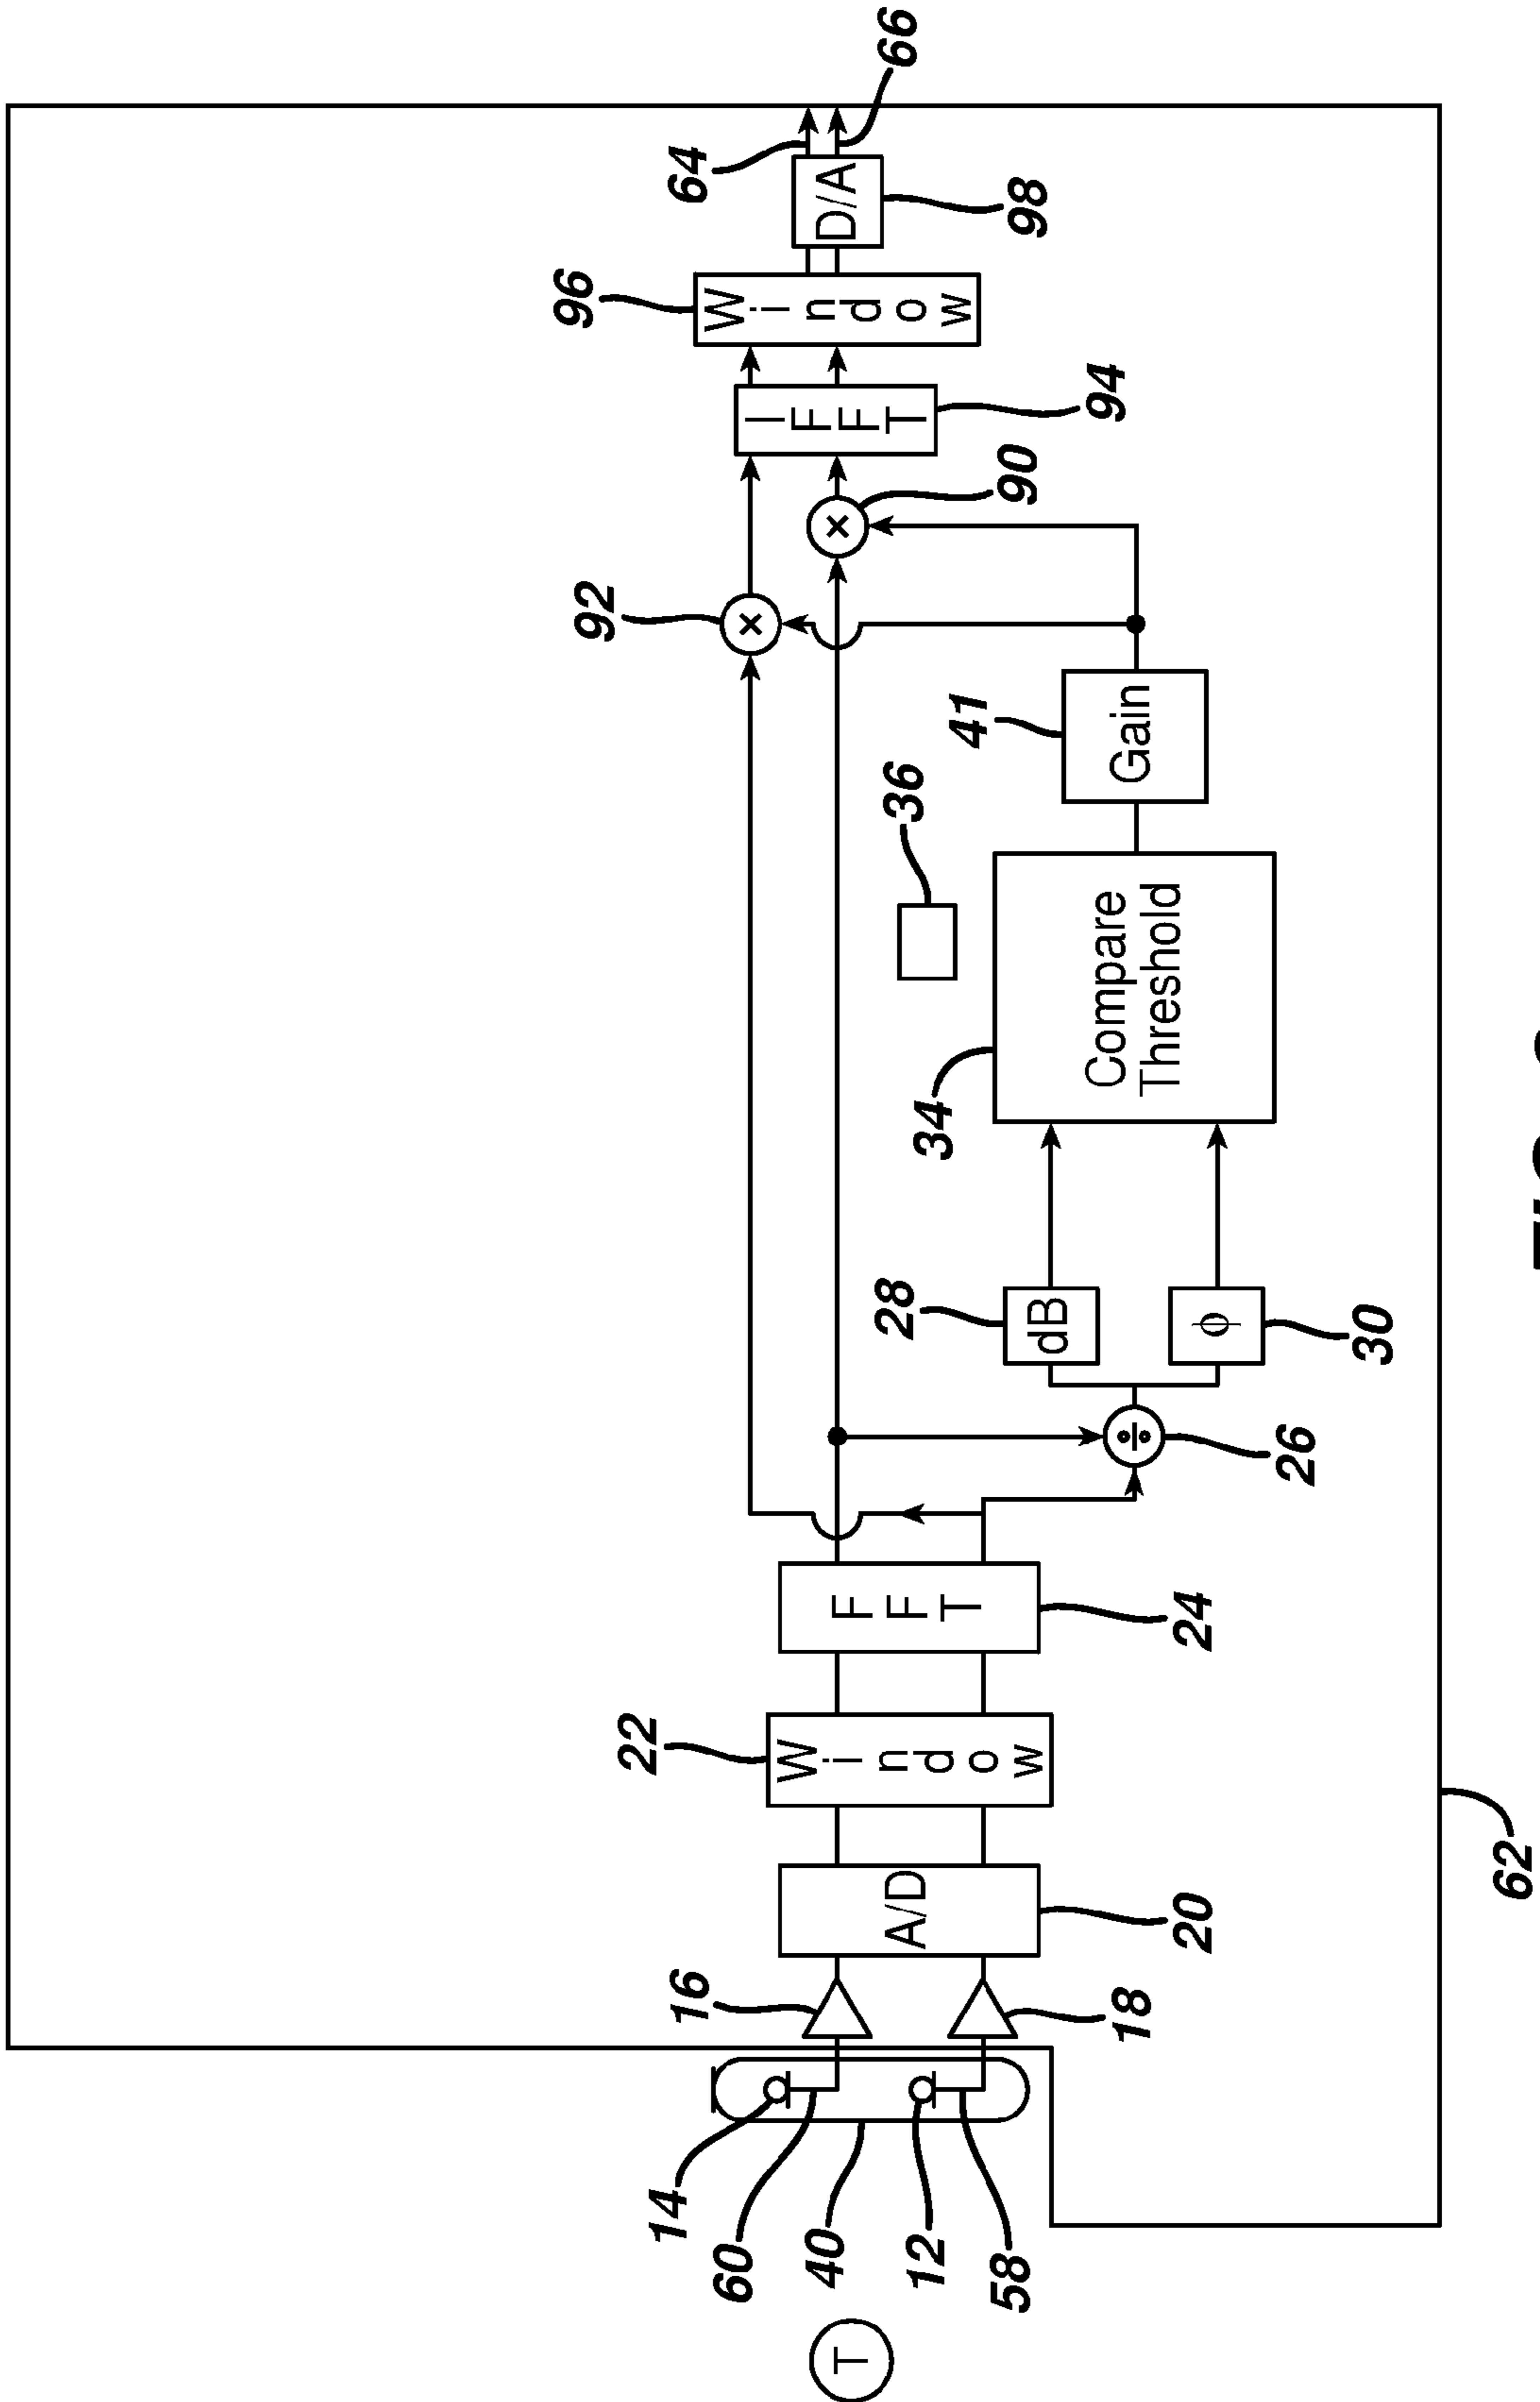 T
14
60
40
12
58
16
18
A/D
20
Window
22
FFT
24
÷
26
dB
28
φ
30
Compare
Threshold
34
36
Gain
41
×
92
×
90
IFFT
94
Window
96
D/A
98
64
66
62